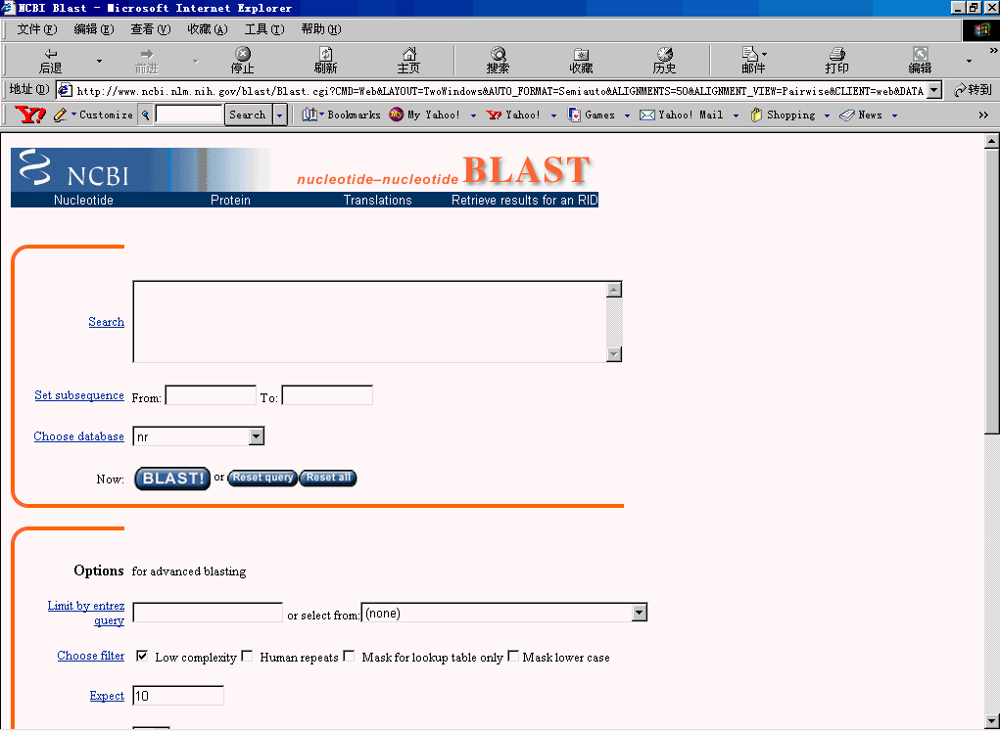 NCBI Blast - Microsoft Internet Explorer
文件(F) 编辑(E) 查看(V) 收藏(A) 工具(T) 帮助(H)
后退 前进 停止 刷新 主页 搜索 收藏 历史 邮件 打印 编辑
地址(D) http://www.ncbi.nlm.nih.gov/blast/Blast.cgi?CMD=Web&LAYOUT=TwoWindows&AUTO_FORMAT=Semiauto&ALIGNMENTS=50&ALIGNMENT_VIEW=Pairwise&CLIENT=web&DATA 转到
Y! Customize Search Bookmarks My Yahoo! Yahoo! Games Yahoo! Mail Shopping News
NCBI nucleotide-nucleotide BLAST
Nucleotide Protein Translations Retrieve results for an RID
Search
Set subsequence From: To:
Choose database nr
Now: BLAST! or Reset query Reset all
Options for advanced blasting
Limit by entrez
query or select from: (none)
Choose filter Low complexity Human repeats Mask for lookup table only Mask lower case
Expect 10